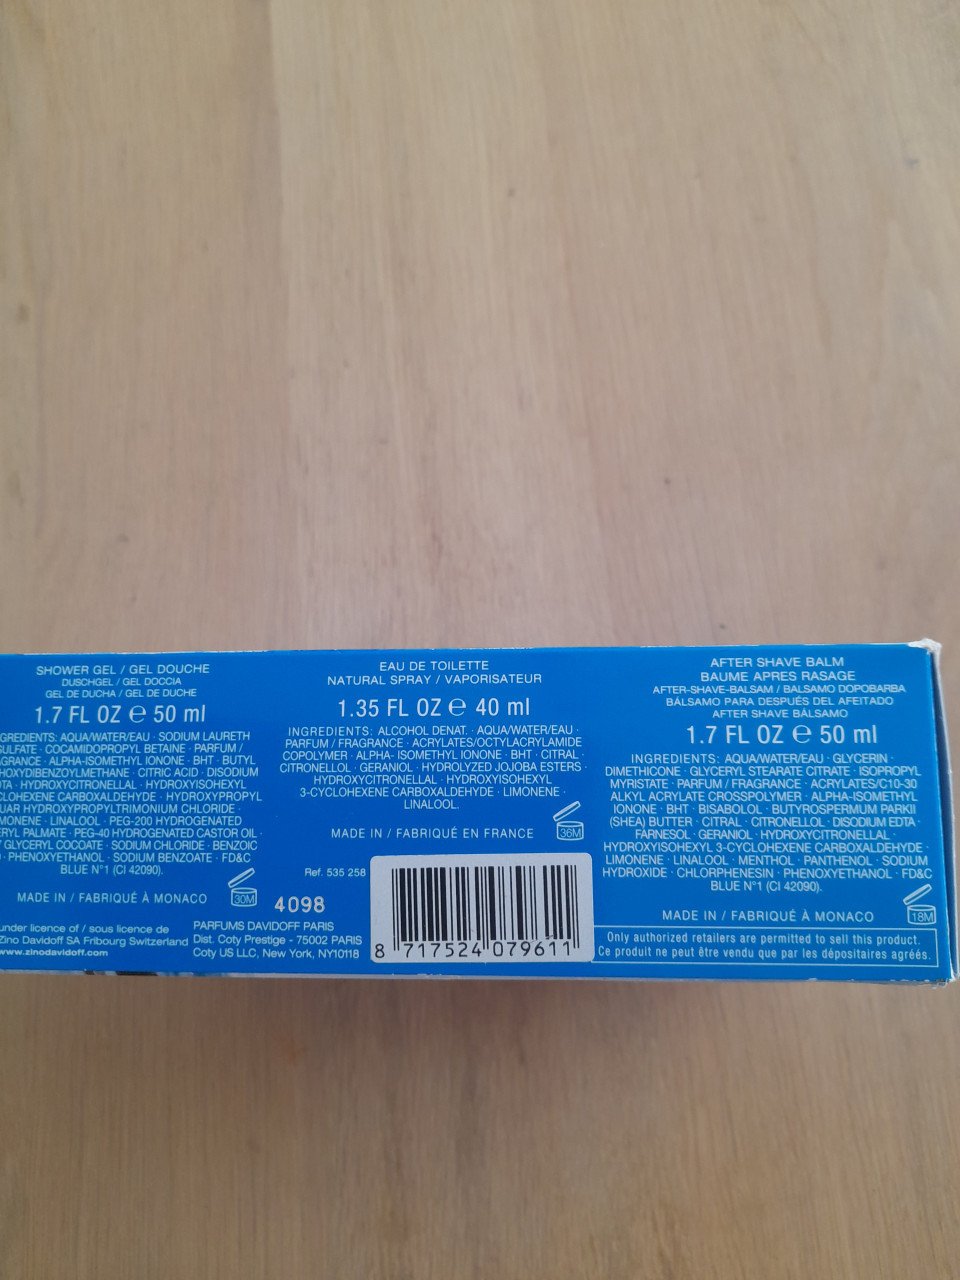 SHOWER GEL / GEL DOUCHE
DUSCHGEL / GEL DOCCIA
GEL DE DUCHA / GEL DE DUCHE
1.7 FL OZ ℮ 50 ml
GREDIENTS: AQUA/WATER/EAU · SODIUM LAURETH
SULFATE · COCAMIDOPROPYL BETAINE · PARFUM /
AGRANCE · ALPHA-ISOMETHYL IONONE · BHT · BUTYL
HOXYDIBENZOYLMETHANE · CITRIC ACID · DISODIUM
TA · HYDROXYCITRONELLAL · HYDROXYISOHEXYL
CLOHEXENE CARBOXALDEHYDE · HYDROXYPROPYL
UAR HYDROXYPROPYLTRIMONIUM CHLORIDE ·
MONENE · LINALOOL · PEG-200 HYDROGENATED
ERYL PALMATE · PEG-40 HYDROGENATED CASTOR OIL ·
GLYCERYL COCOATE · SODIUM CHLORIDE · BENZOIC
· PHENOXYETHANOL · SODIUM BENZOATE · FD&C
BLUE N°1 (CI 42090).
MADE IN / FABRIQUÉ À MONACO
30M
under licence of / sous licence de
Zino Davidoff SA Fribourg Switzerland
www.zinodavidoff.com
EAU DE TOILETTE
NATURAL SPRAY / VAPORISATEUR
1.35 FL OZ ℮ 40 ml
INGREDIENTS: ALCOHOL DENAT. · AQUA/WATER/EAU ·
PARFUM / FRAGRANCE · ACRYLATES/OCTYLACRYLAMIDE
COPOLYMER · ALPHA- ISOMETHYL IONONE · BHT · CITRAL ·
CITRONELLOL · GERANIOL · HYDROLYZED JOJOBA ESTERS ·
HYDROXYCITRONELLAL · HYDROXYISOHEXYL
3-CYCLOHEXENE CARBOXALDEHYDE · LIMONENE ·
LINALOOL.
MADE IN / FABRIQUÉ EN FRANCE
36M
Ref. 535 258
4098
PARFUMS DAVIDOFF PARIS
Dist. Coty Prestige - 75002 PARIS
Coty US LLC, New York, NY10118
8 717524 079611
AFTER SHAVE BALM
BAUME APRES RASAGE
AFTER-SHAVE-BALSAM / BALSAMO DOPOBARBA
BÁLSAMO PARA DESPUÉS DEL AFEITADO
AFTER SHAVE BÁLSAMO
1.7 FL OZ ℮ 50 ml
INGREDIENTS: AQUA/WATER/EAU · GLYCERIN ·
DIMETHICONE · GLYCERYL STEARATE CITRATE · ISOPROPYL
MYRISTATE · PARFUM / FRAGRANCE · ACRYLATES/C10-30
ALKYL ACRYLATE CROSSPOLYMER · ALPHA-ISOMETHYL
IONONE · BHT · BISABOLOL · BUTYROSPERMUM PARKII
(SHEA) BUTTER · CITRAL · CITRONELLOL · DISODIUM EDTA ·
FARNESOL · GERANIOL · HYDROXYCITRONELLAL ·
HYDROXYISOHEXYL 3-CYCLOHEXENE CARBOXALDEHYDE ·
LIMONENE · LINALOOL · MENTHOL · PANTHENOL · SODIUM
HYDROXIDE · CHLORPHENESIN · PHENOXYETHANOL · FD&C
BLUE N°1 (CI 42090).
MADE IN / FABRIQUÉ À MONACO
18M
Only authorized retailers are permitted to sell this product.
Ce produit ne peut être vendu que par les dépositaires agréés.